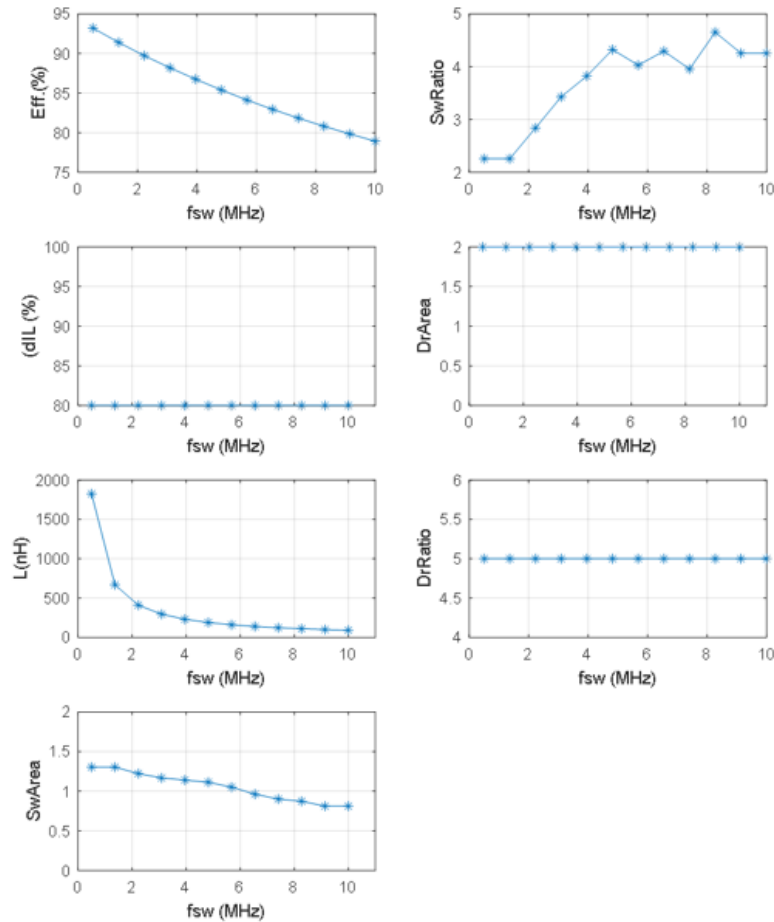 95
90
85
80
75
Eff.(%)
0 2 4 6 8 10
fsw (MHz)
5
4
3
2
SwRatio
0 2 4 6 8 10
fsw (MHz)
100
95
90
85
80
(dIL (%)
0 2 4 6 8 10
fsw (MHz)
2
1.5
1
0.5
0
DrArea
0 2 4 6 8 10
fsw (MHz)
2000
1500
1000
500
0
L(nH)
0 2 4 6 8 10
fsw (MHz)
6
5.5
5
4.5
4
DrRatio
0 2 4 6 8 10
fsw (MHz)
2
1.5
1
0.5
0
SwArea
0 2 4 6 8 10
fsw (MHz)